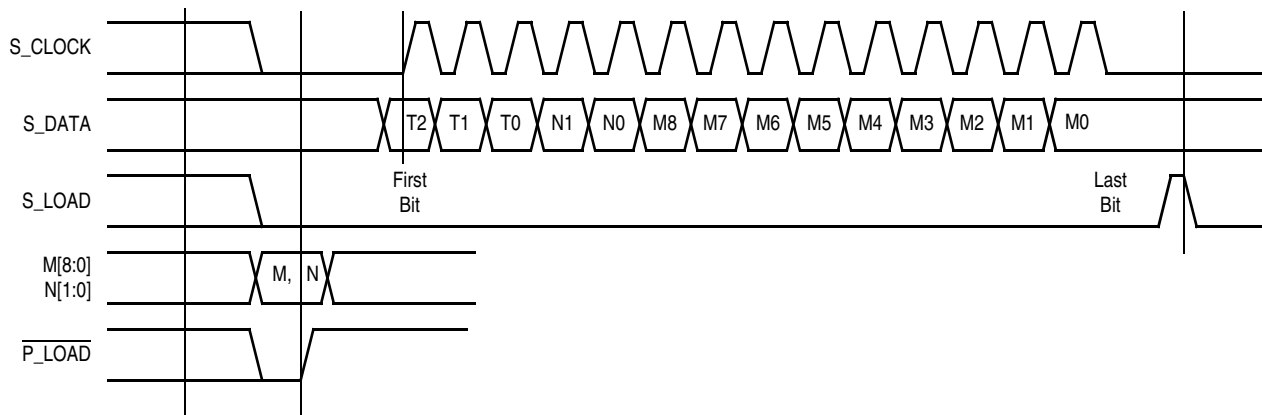 S_CLOCK
S_DATA
T2 T1 T0 N1 N0 M8 M7 M6 M5 M4 M3 M2 M1 M0
First
Bit
Last
Bit
S_LOAD
M[8:0]
N[1:0]
M, N
P_LOAD